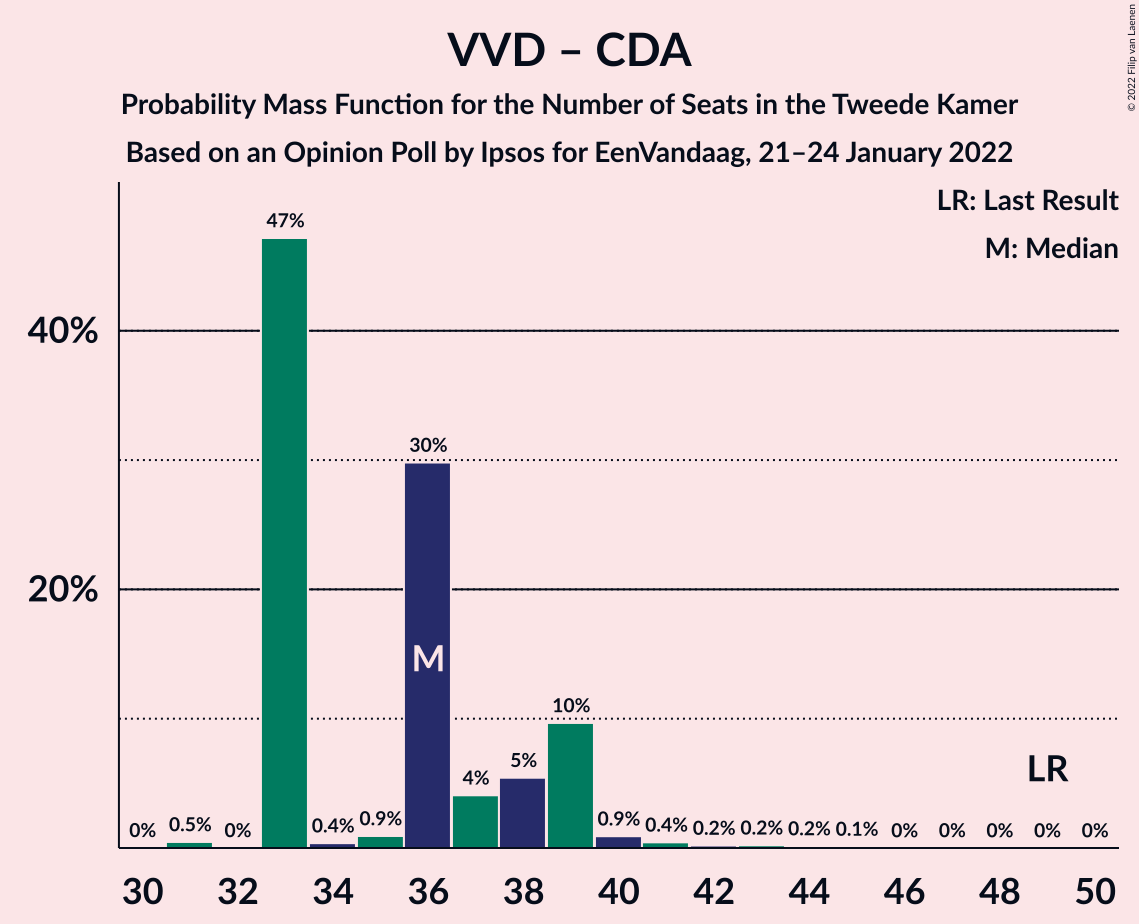 VVD – CDA
Probability Mass Function for the Number of Seats in the Tweede Kamer
Based on an Opinion Poll by Ipsos for EenVandaag, 21–24 January 2022
© 2022 Filip van Laenen
LR: Last Result
M: Median
40%
20%
0%
0.5%
0%
47%
0.4%
0.9%
30%
4%
5%
10%
0.9%
0.4%
0.2%
0.2%
0.2%
0.1%
0%
0%
0%
0%
0%
M
LR
30 32 34 36 38 40 42 44 46 48 50